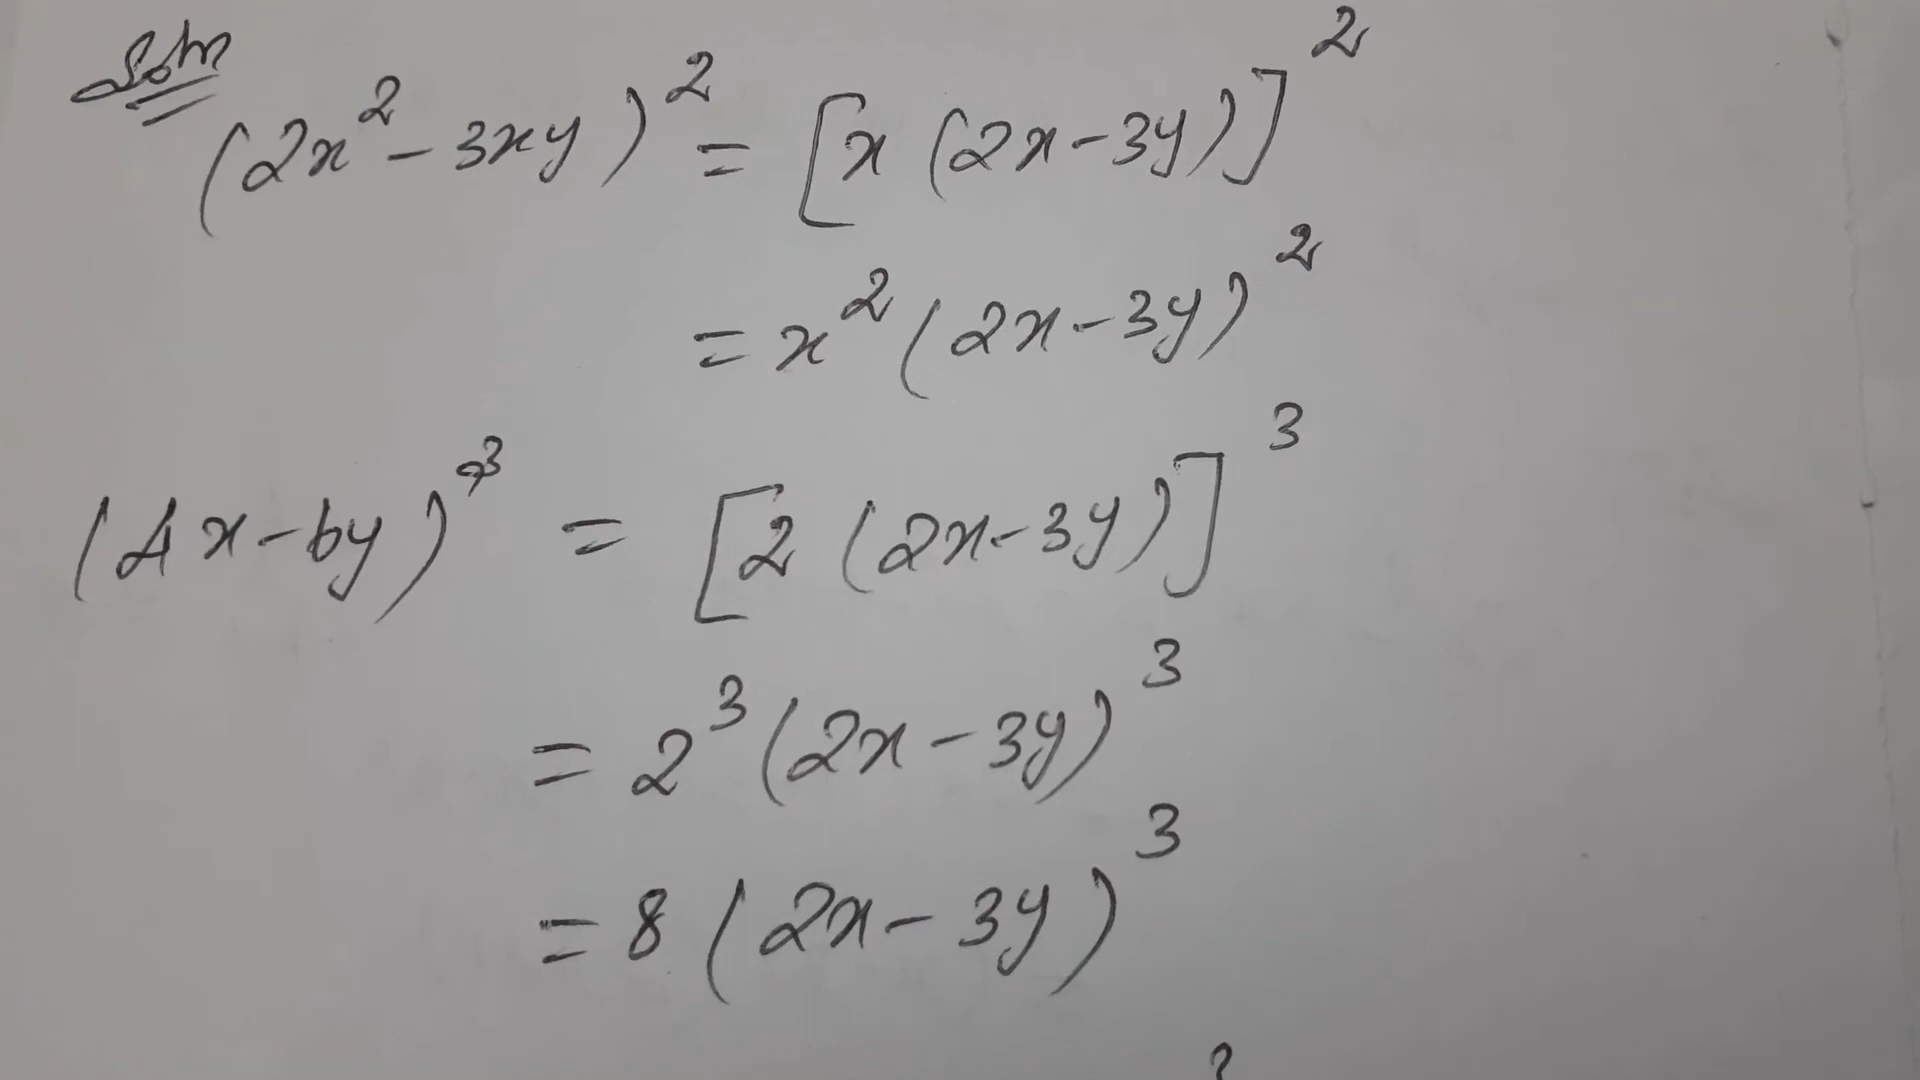 Soln
(2x² - 3xy)² = [x (2x - 3y)]²
= x² (2x - 3y)²
(4x - 6y)³ = [2 (2x - 3y)]³
= 2³ (2x - 3y)³
= 8 (2x - 3y)³